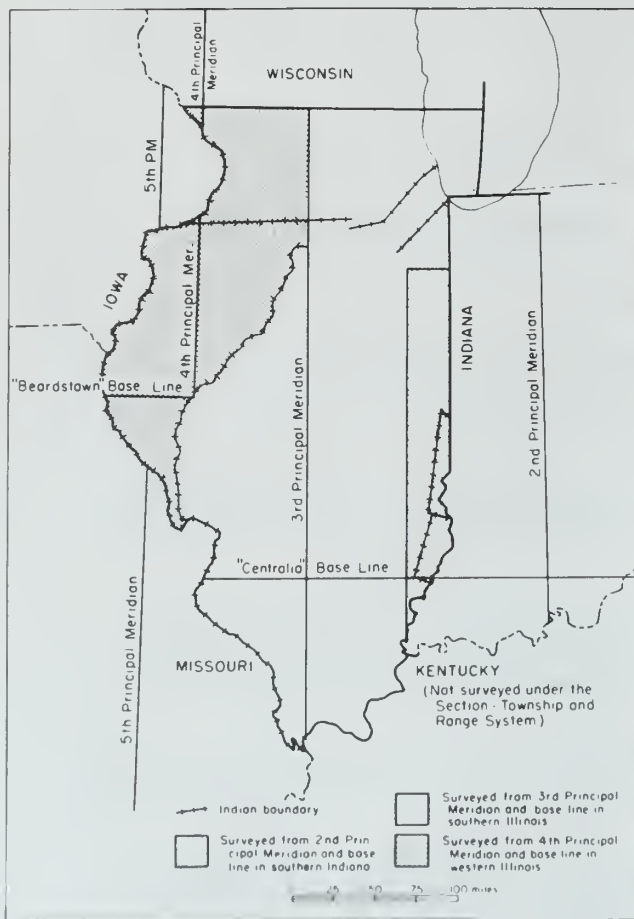 WISCONSIN
4th Principal
Meridian
5th PM
IOWA
4th Principal Mer.
"Beardstown" Base Line
3rd Principal Meridian
INDIANA
2nd Principal Meridian
"Centralia" Base Line
5th Principal Meridian
MISSOURI
KENTUCKY
(Not surveyed under the
Section - Township and
Range System)
Indian boundary
Surveyed from 3rd Principal
Meridian and base line in
southern Illinois
Surveyed from 2nd Prin
cipal Meridian and base
line in southern Indiana
Surveyed from 4th Principal
Meridian and base line in
western Illinois
0 25 50 75 100 miles